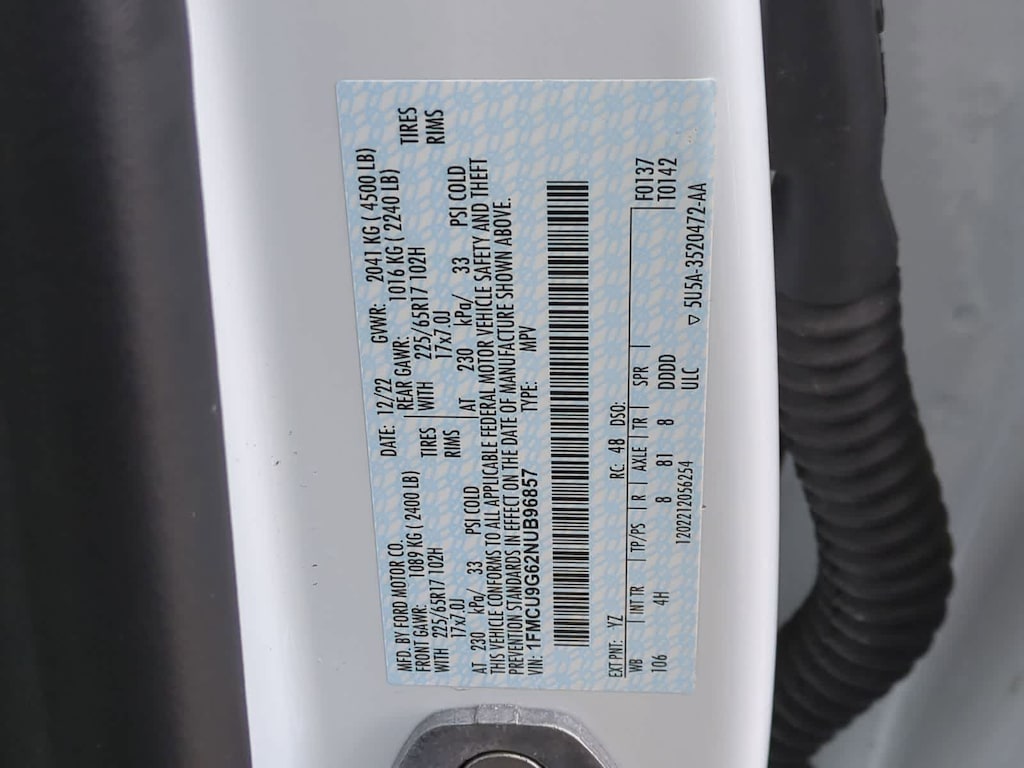 MFD. BY FORD MOTOR CO. DATE: 12/22 GVWR: 2041 KG ( 4500 LB)
FRONT GAWR: 1089 KG ( 2400 LB) REAR GAWR: 1016 KG ( 2240 LB)
WITH 225/65R17 102H TIRES WITH 225/65R17 102H TIRES
17x7.0J RIMS 17x7.0J RIMS
AT 230 kPa/ 33 PSI COLD AT 230 kPa/ 33 PSI COLD
THIS VEHICLE CONFORMS TO ALL APPLICABLE FEDERAL MOTOR VEHICLE SAFETY AND THEFT
PREVENTION STANDARDS IN EFFECT ON THE DATE OF MANUFACTURE SHOWN ABOVE.
VIN: 1FMCU9G62NUB96857 TYPE: MPV
EXT PNT: YZ RC: 48 DSO: F0137
WB INT TR TP/PS R AXLE TR SPR T0142
106 4H 8 81 8 DDDD
1202212056254 ULC ▽ 5U5A-3520472-AA